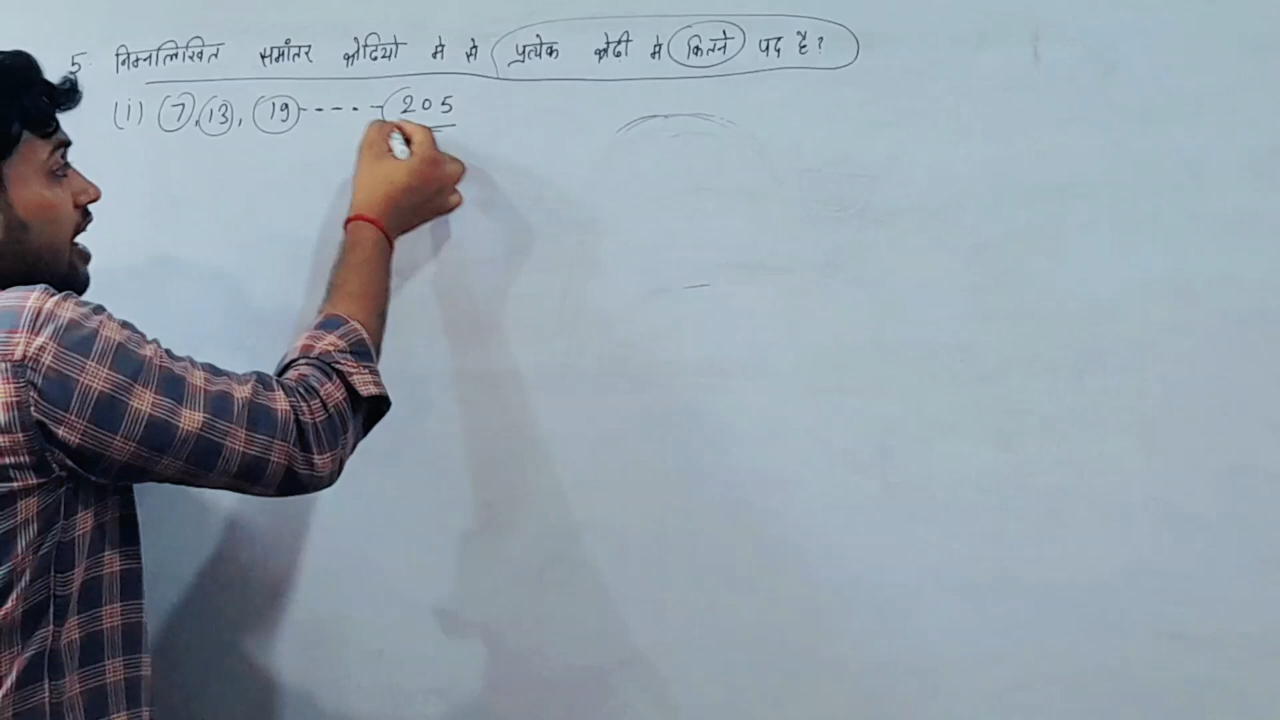 5. निम्नलिखित समांतर श्रेढियो मे से प्रत्येक श्रेढी मे कितने पद है ?
(i) 7, 13, 19 ---- - 205